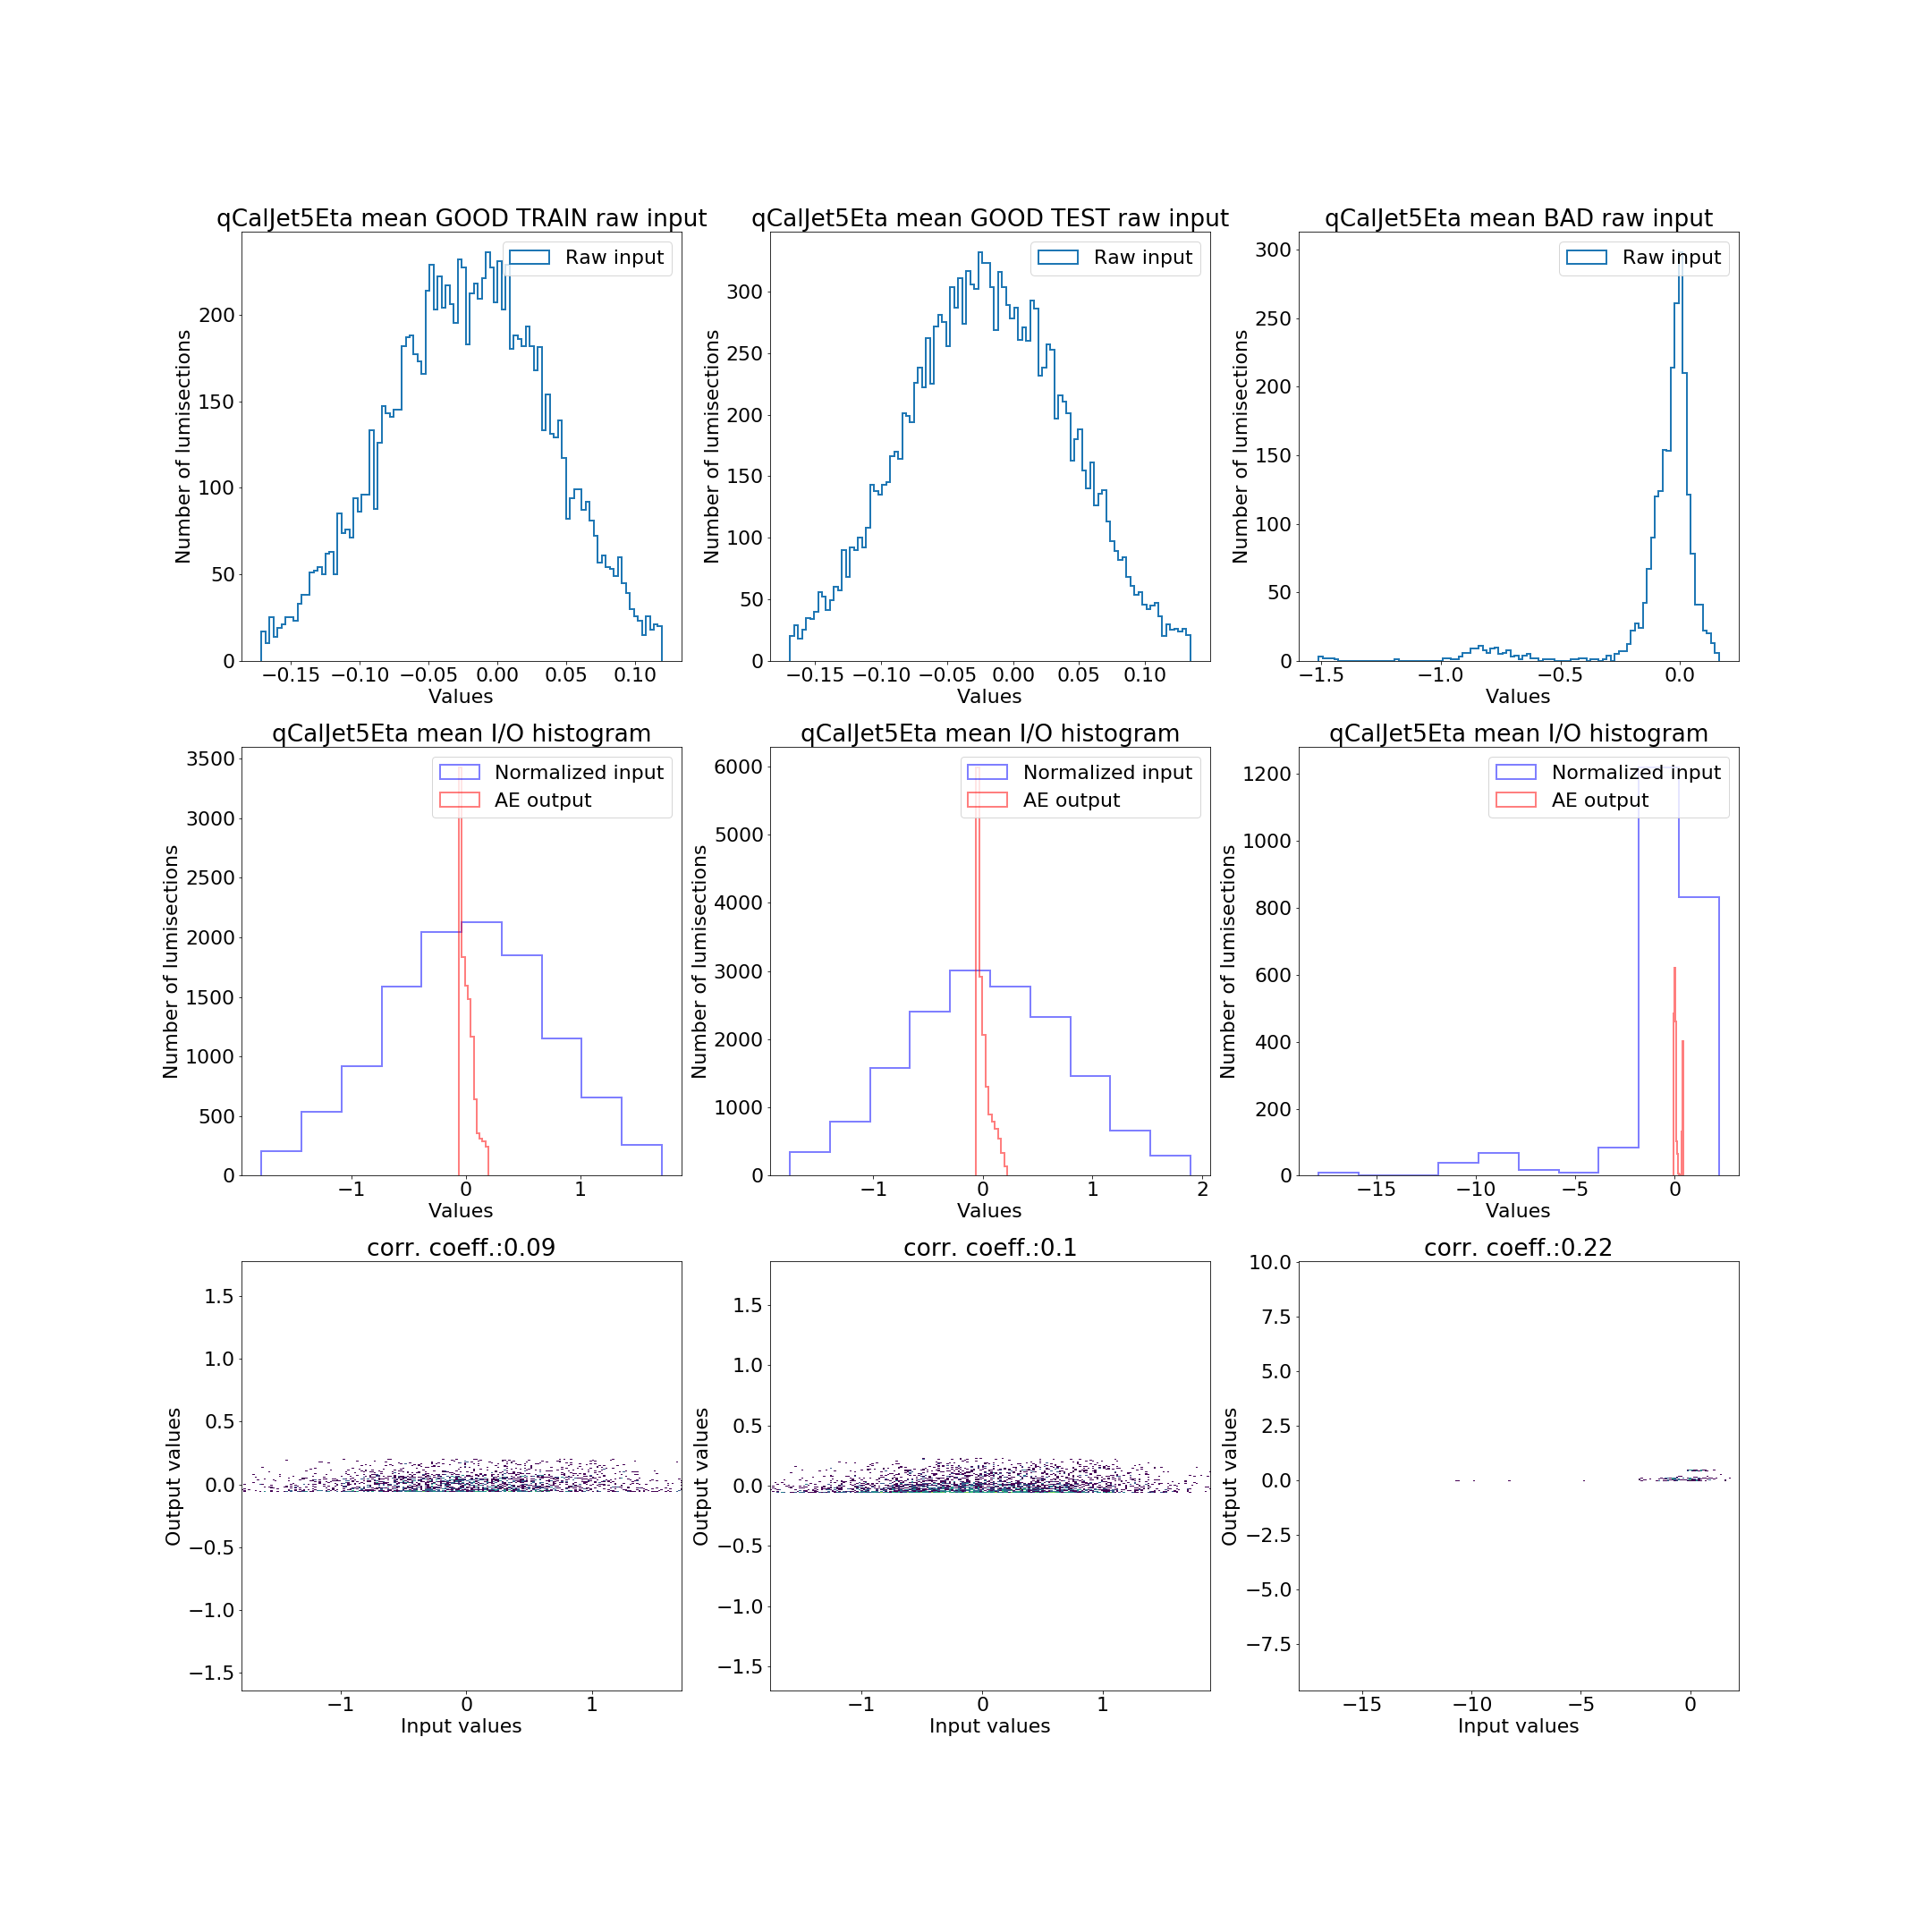 qCalJet5Eta mean GOOD TRAIN raw input
Raw input
Number of lumisections
200
150
100
50
0
−0.15 −0.10 −0.05 0.00 0.05 0.10
Values
qCalJet5Eta mean GOOD TEST raw input
Raw input
Number of lumisections
300
250
200
150
100
50
0
−0.15 −0.10 −0.05 0.00 0.05 0.10
Values
qCalJet5Eta mean BAD raw input
Raw input
Number of lumisections
300
250
200
150
100
50
0
−1.5 −1.0 −0.5 0.0
Values
qCalJet5Eta mean I/O histogram
Normalized input
AE output
Number of lumisections
3500
3000
2500
2000
1500
1000
500
0
−1 0 1
Values
qCalJet5Eta mean I/O histogram
Normalized input
AE output
Number of lumisections
6000
5000
4000
3000
2000
1000
0
−1 0 1 2
Values
qCalJet5Eta mean I/O histogram
Normalized input
AE output
Number of lumisections
1200
1000
800
600
400
200
0
−15 −10 −5 0
Values
corr. coeff.:0.09
Output values
1.5
1.0
0.5
0.0
−0.5
−1.0
−1.5
−1 0 1
Input values
corr. coeff.:0.1
Output values
1.5
1.0
0.5
0.0
−0.5
−1.0
−1.5
−1 0 1
Input values
corr. coeff.:0.22
Output values
10.0
7.5
5.0
2.5
0.0
−2.5
−5.0
−7.5
−15 −10 −5 0
Input values